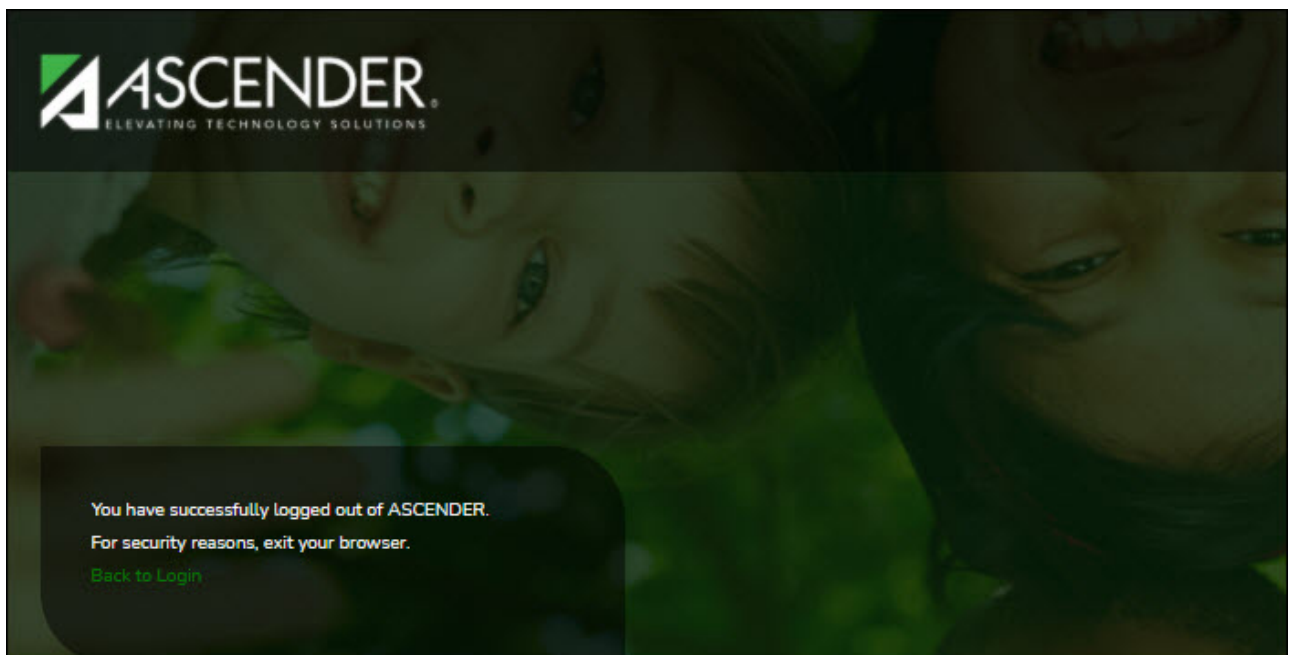 ASCENDER®
ELEVATING TECHNOLOGY SOLUTIONS
You have successfully logged out of ASCENDER.
For security reasons, exit your browser.
Back to Login